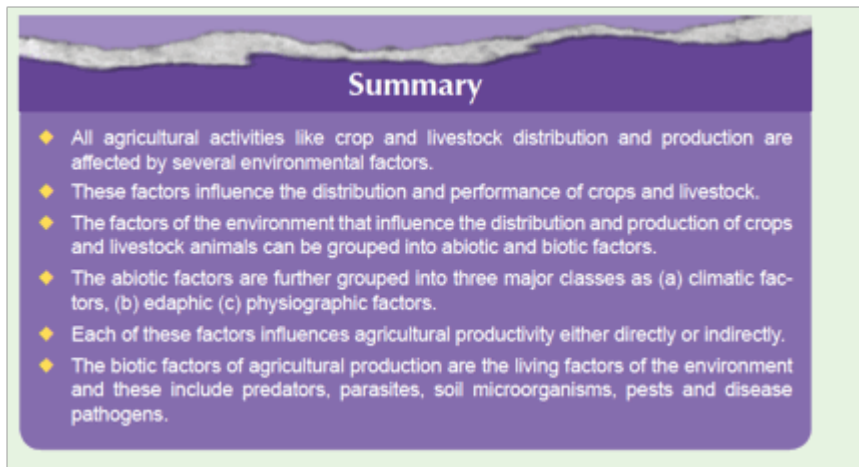 Summary
All agricultural activities like crop and livestock distribution and production are
affected by several environmental factors.
These factors influence the distribution and performance of crops and livestock.
The factors of the environment that influence the distribution and production of crops
and livestock animals can be grouped into abiotic and biotic factors.
The abiotic factors are further grouped into three major classes as (a) climatic fac-
tors, (b) edaphic (c) physiographic factors.
Each of these factors influences agricultural productivity either directly or indirectly.
The biotic factors of agricultural production are the living factors of the environment
and these include predators, parasites, soil microorganisms, pests and disease
pathogens.